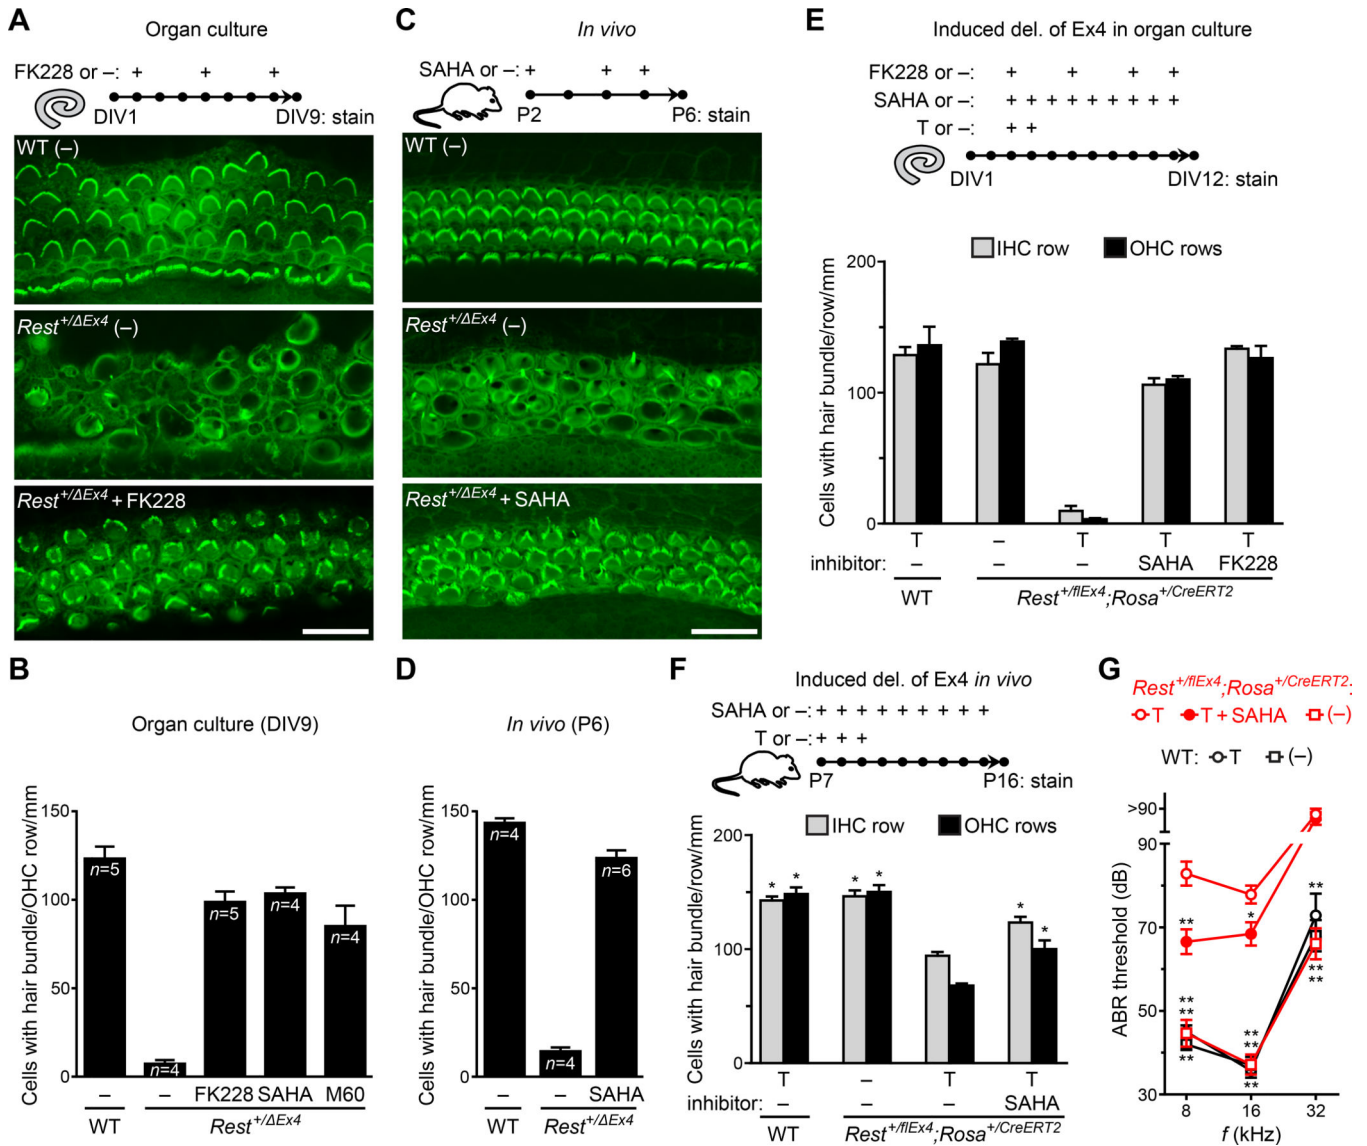 A
Organ culture
FK228 or –: + + +
DIV1 DIV9: stain
WT (–)
Rest+/ΔEx4 (–)
Rest+/ΔEx4 + FK228
B
Organ culture (DIV9)
Cells with hair bundle/OHC row/mm
150
100
50
0
n=5
n=4
n=5
n=4
n=4
– – FK228 SAHA M60
WT Rest+/ΔEx4
C
In vivo
SAHA or –: + + +
P2 P6: stain
WT (–)
Rest+/ΔEx4 (–)
Rest+/ΔEx4 + SAHA
D
In vivo (P6)
Cells with hair bundle/OHC row/mm
150
100
50
0
n=4
n=4
n=6
– – SAHA
WT Rest+/ΔEx4
E
Induced del. of Ex4 in organ culture
FK228 or –: + + + +
SAHA or –: + + + + + + + + +
T or –: + +
DIV1 DIV12: stain
IHC row OHC rows
Cells with hair bundle/row/mm
200
100
0
T – T T T
inhibitor: – – – SAHA FK228
WT Rest+/flEx4;Rosa+/CreERT2
F
Induced del. of Ex4 in vivo
SAHA or –: + + + + + + + + +
T or –: + + +
P7 P16: stain
IHC row OHC rows
Cells with hair bundle/row/mm
200
100
0
* * * * * *
T – T T
inhibitor: – – – SAHA
WT Rest+/flEx4;Rosa+/CreERT2
G
Rest+/flEx4;Rosa+/CreERT2:
T T + SAHA (–)
WT: T (–)
ABR threshold (dB)
>90
90
70
50
30
** * **
** ** **
** ** **
** **
8 16 32
f (kHz)